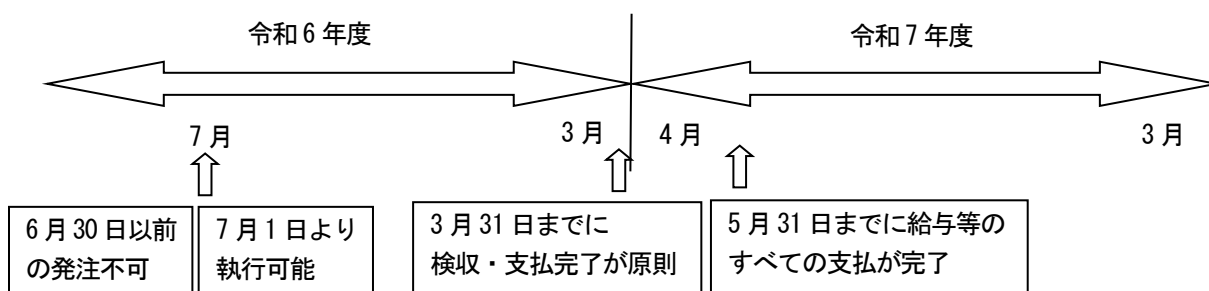 令和6年度
令和7年度
7月
3月
4月
3月
6月30日以前
の発注不可
7月1日より
執行可能
3月31日までに
検収・支払完了が原則
5月31日までに給与等の
すべての支払が完了